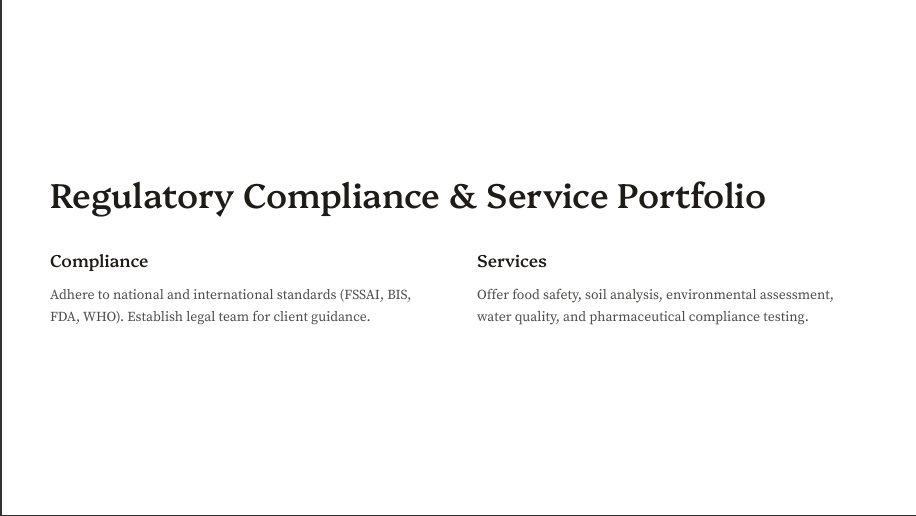 Regulatory Compliance & Service Portfolio
Compliance
Adhere to national and international standards (FSSAI, BIS,
FDA, WHO). Establish legal team for client guidance.
Services
Offer food safety, soil analysis, environmental assessment,
water quality, and pharmaceutical compliance testing.